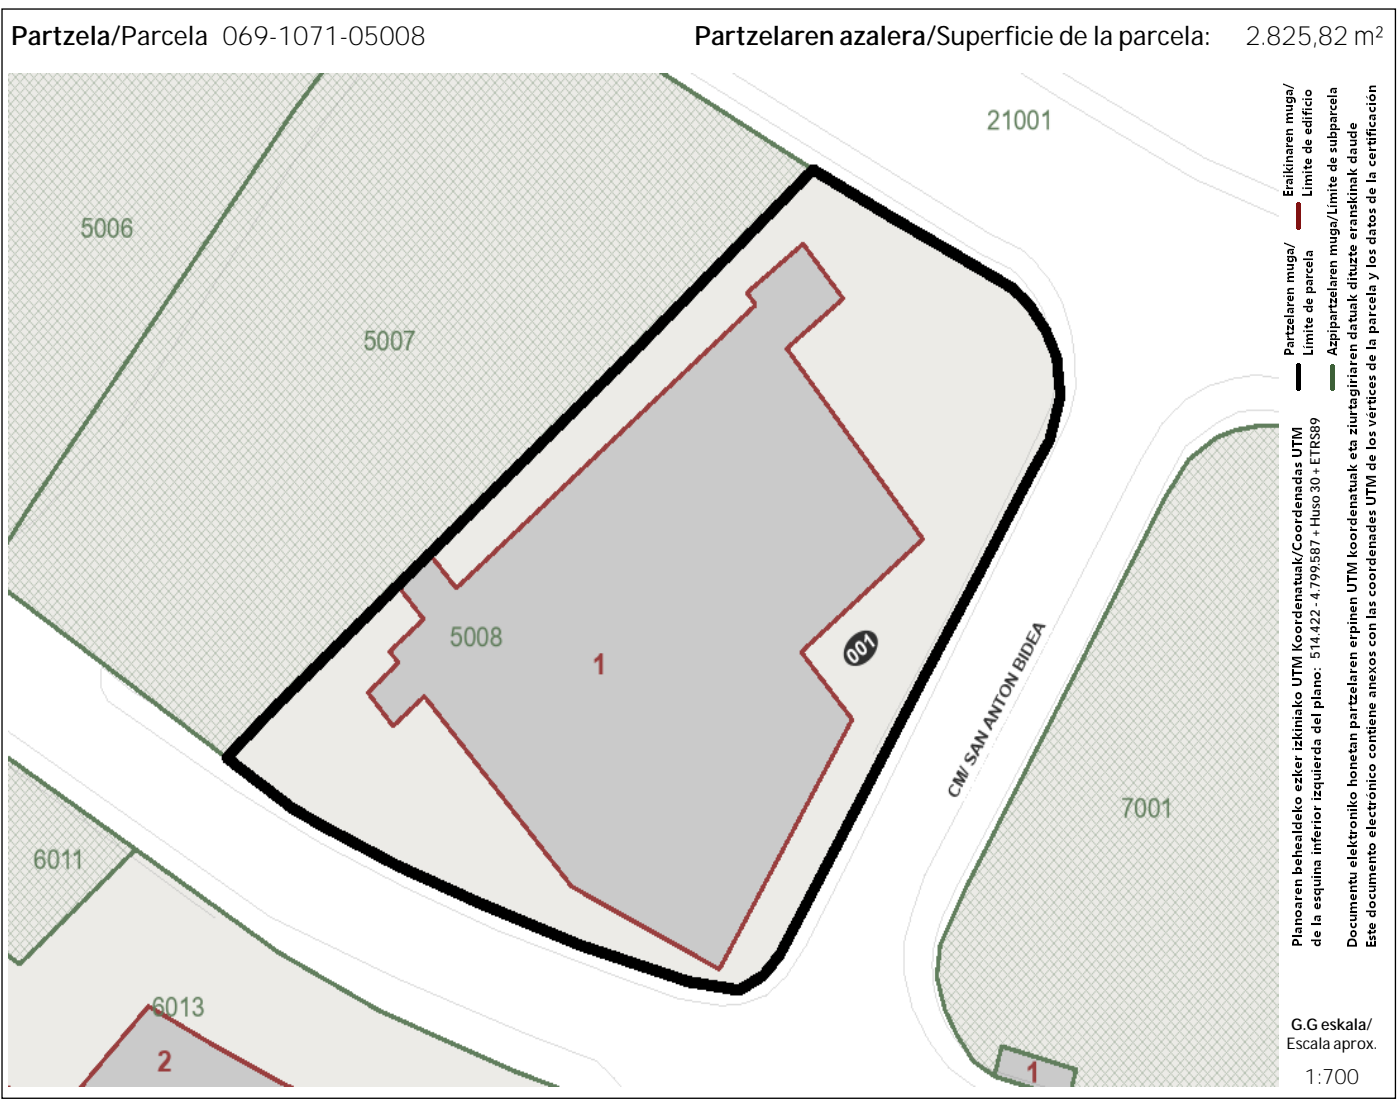 Partzela/Parcela 069-1071-05008
Partzelaren azalera/Superficie de la parcela: 2.825,82 m²
21001
5006
5007
5008
1
001
CM/ SAN ANTON BIDEA
7001
6011
6013
2
1
Eraikinaren muga/
Límite de edificio
Partzelaren muga/
Límite de parcela
Azpipartzelaren muga/Límite de subparcela
Planoaren behealdeko ezker izkiniako UTM Koordenatuak/Coordenadas UTM
de la esquina inferior izquierda del plano: 514.422 - 4.799.587 + Huso 30 + ETRS89
Documentu elektroniko honetan partzelaren erpinen UTM koordenatuak eta ziurtagiriaren datuak dituzte eranskinak daude
Este documento electrónico contiene anexos con las coordenades UTM de los vértices de la parcela y los datos de la certificación
G.G eskala/
Escala aprox.
1:700